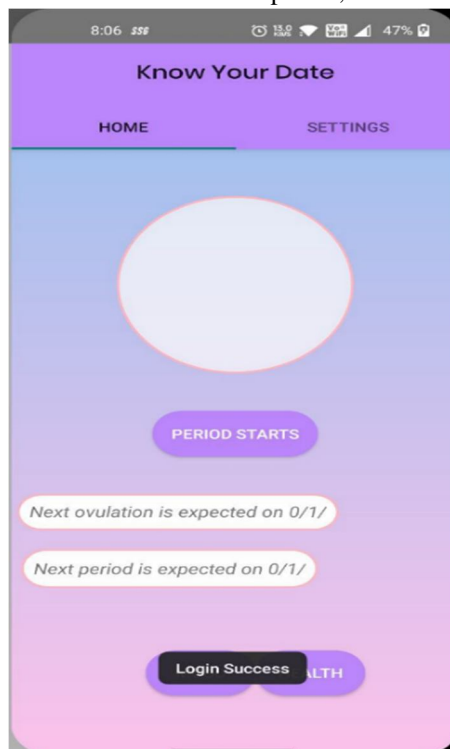 8:06
47%
Know Your Date
HOME SETTINGS
PERIOD STARTS
Next ovulation is expected on 0/1/
Next period is expected on 0/1/
Login Success